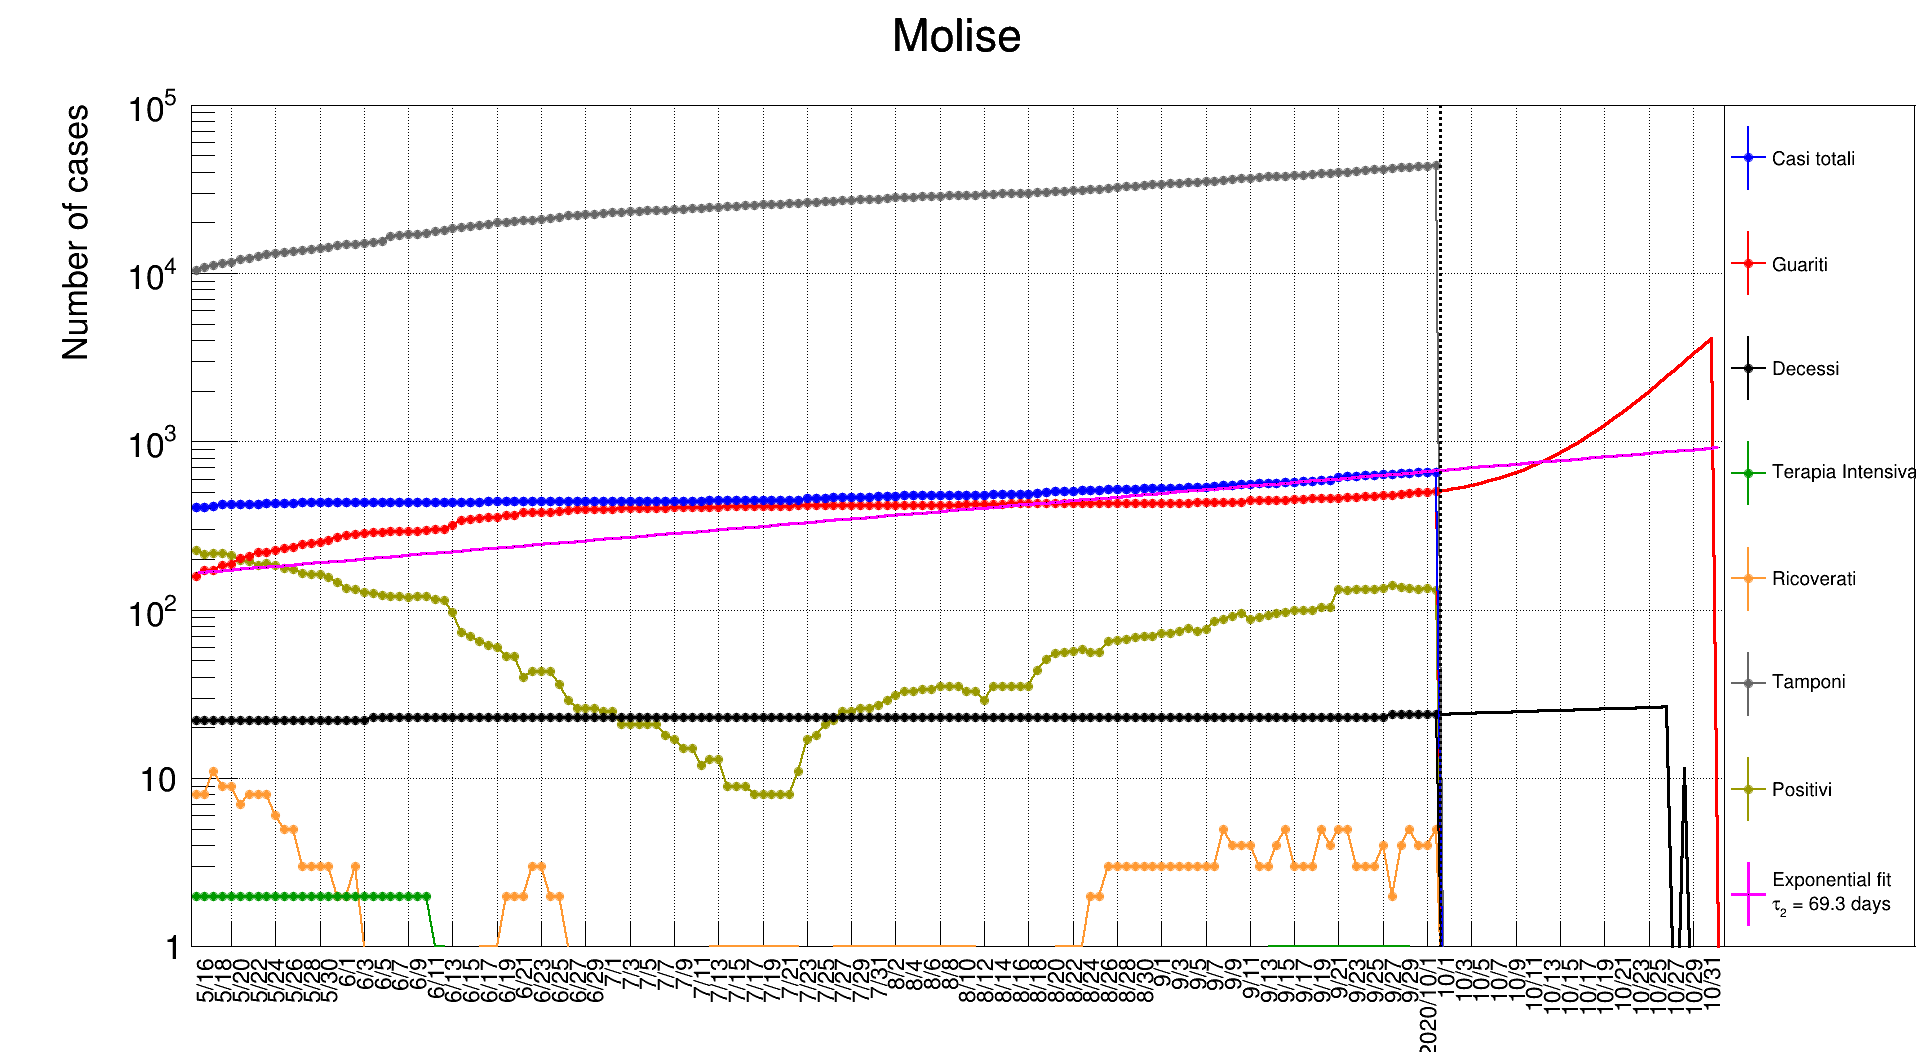 Molise
Number of cases
10^5
10^4
10^3
10^2
10
1
5/16 5/18 5/20 5/22 5/24 5/26 5/28 5/30 6/1 6/3 6/5 6/7 6/9 6/11 6/13 6/15 6/17 6/19 6/21 6/23 6/25 6/27 6/29 7/1 7/3 7/5 7/7 7/9 7/11 7/13 7/15 7/17 7/19 7/21 7/23 7/25 7/27 7/29 7/31 8/2 8/4 8/6 8/8 8/10 8/12 8/14 8/16 8/18 8/20 8/22 8/24 8/26 8/28 8/30 9/1 9/3 9/5 9/7 9/9 9/11 9/13 9/15 9/17 9/19 9/21 9/23 9/25 9/27 9/29 2020/10/1 10/1 10/3 10/5 10/7 10/9 10/11 10/13 10/15 10/17 10/19 10/21 10/23 10/25 10/27 10/29 10/31
Casi totali
Guariti
Decessi
Terapia Intensiva
Ricoverati
Tamponi
Positivi
Exponential fit
τ₂ = 69.3 days